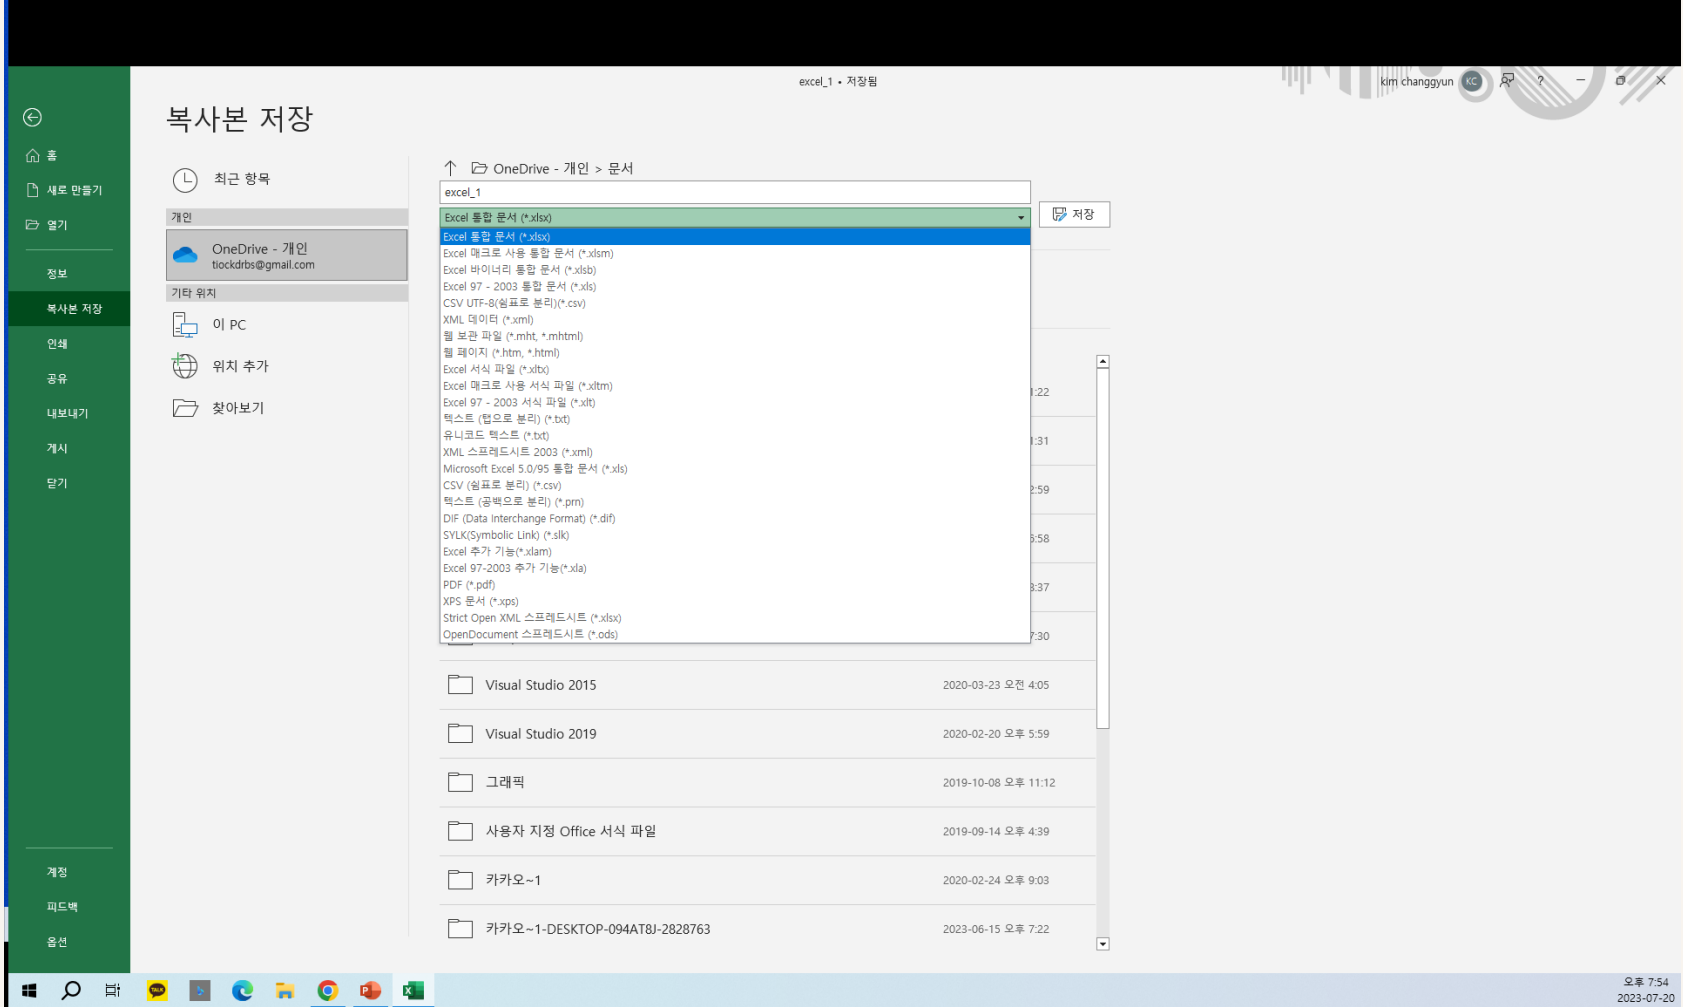 excel_1 • 저장됨
kim changgyun
KC
?
복사본 저장
홈
새로 만들기
열기
정보
복사본 저장
인쇄
공유
내보내기
게시
닫기
계정
피드백
옵션
최근 항목
개인
OneDrive - 개인
tiockdrbs@gmail.com
기타 위치
이 PC
위치 추가
찾아보기
OneDrive - 개인 > 문서
excel_1
Excel 통합 문서 (*.xlsx)
저장
Excel 통합 문서 (*.xlsx)
Excel 매크로 사용 통합 문서 (*.xlsm)
Excel 바이너리 통합 문서 (*.xlsb)
Excel 97 - 2003 통합 문서 (*.xls)
CSV UTF-8(쉼표로 분리)(*.csv)
XML 데이터 (*.xml)
웹 보관 파일 (*.mht, *.mhtml)
웹 페이지 (*.htm, *.html)
Excel 서식 파일 (*.xltx)
Excel 매크로 사용 서식 파일 (*.xltm)
Excel 97 - 2003 서식 파일 (*.xlt)
텍스트 (탭으로 분리) (*.txt)
유니코드 텍스트 (*.txt)
XML 스프레드시트 2003 (*.xml)
Microsoft Excel 5.0/95 통합 문서 (*.xls)
CSV (쉼표로 분리) (*.csv)
텍스트 (공백으로 분리) (*.prn)
DIF (Data Interchange Format) (*.dif)
SYLK(Symbolic Link) (*.slk)
Excel 추가 기능(*.xlam)
Excel 97-2003 추가 기능(*.xla)
PDF (*.pdf)
XPS 문서 (*.xps)
Strict Open XML 스프레드시트 (*.xlsx)
OpenDocument 스프레드시트 (*.ods)
:22
:31
:59
:58
:37
:30
Visual Studio 2015 2020-03-23 오전 4:05
Visual Studio 2019 2020-02-20 오후 5:59
그래픽 2019-10-08 오후 11:12
사용자 지정 Office 서식 파일 2019-09-14 오후 4:39
카카오~1 2020-02-24 오후 9:03
카카오~1-DESKTOP-094AT8J-2828763 2023-06-15 오후 7:22
TALK
오후 7:54
2023-07-20